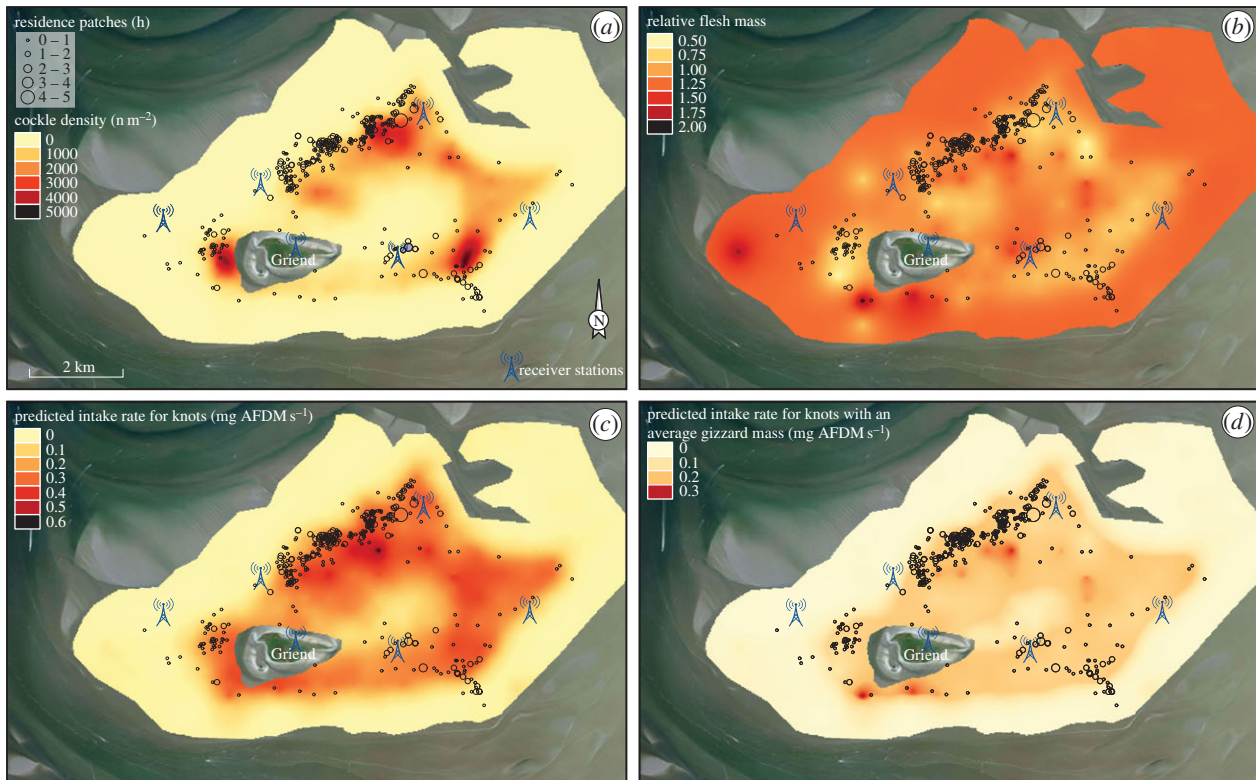 residence patches (h)
0 – 1
1 – 2
2 – 3
3 – 4
4 – 5
cockle density (n m⁻²)
0
1000
2000
3000
4000
5000
(a)
Griend
N
2 km
receiver stations
relative flesh mass
0.50
0.75
1.00
1.25
1.50
1.75
2.00
(b)
Griend
predicted intake rate for knots (mg AFDM s⁻¹)
0
0.1
0.2
0.3
0.4
0.5
0.6
(c)
Griend
predicted intake rate for knots with an
average gizzard mass (mg AFDM s⁻¹)
0
0.1
0.2
0.3
(d)
Griend